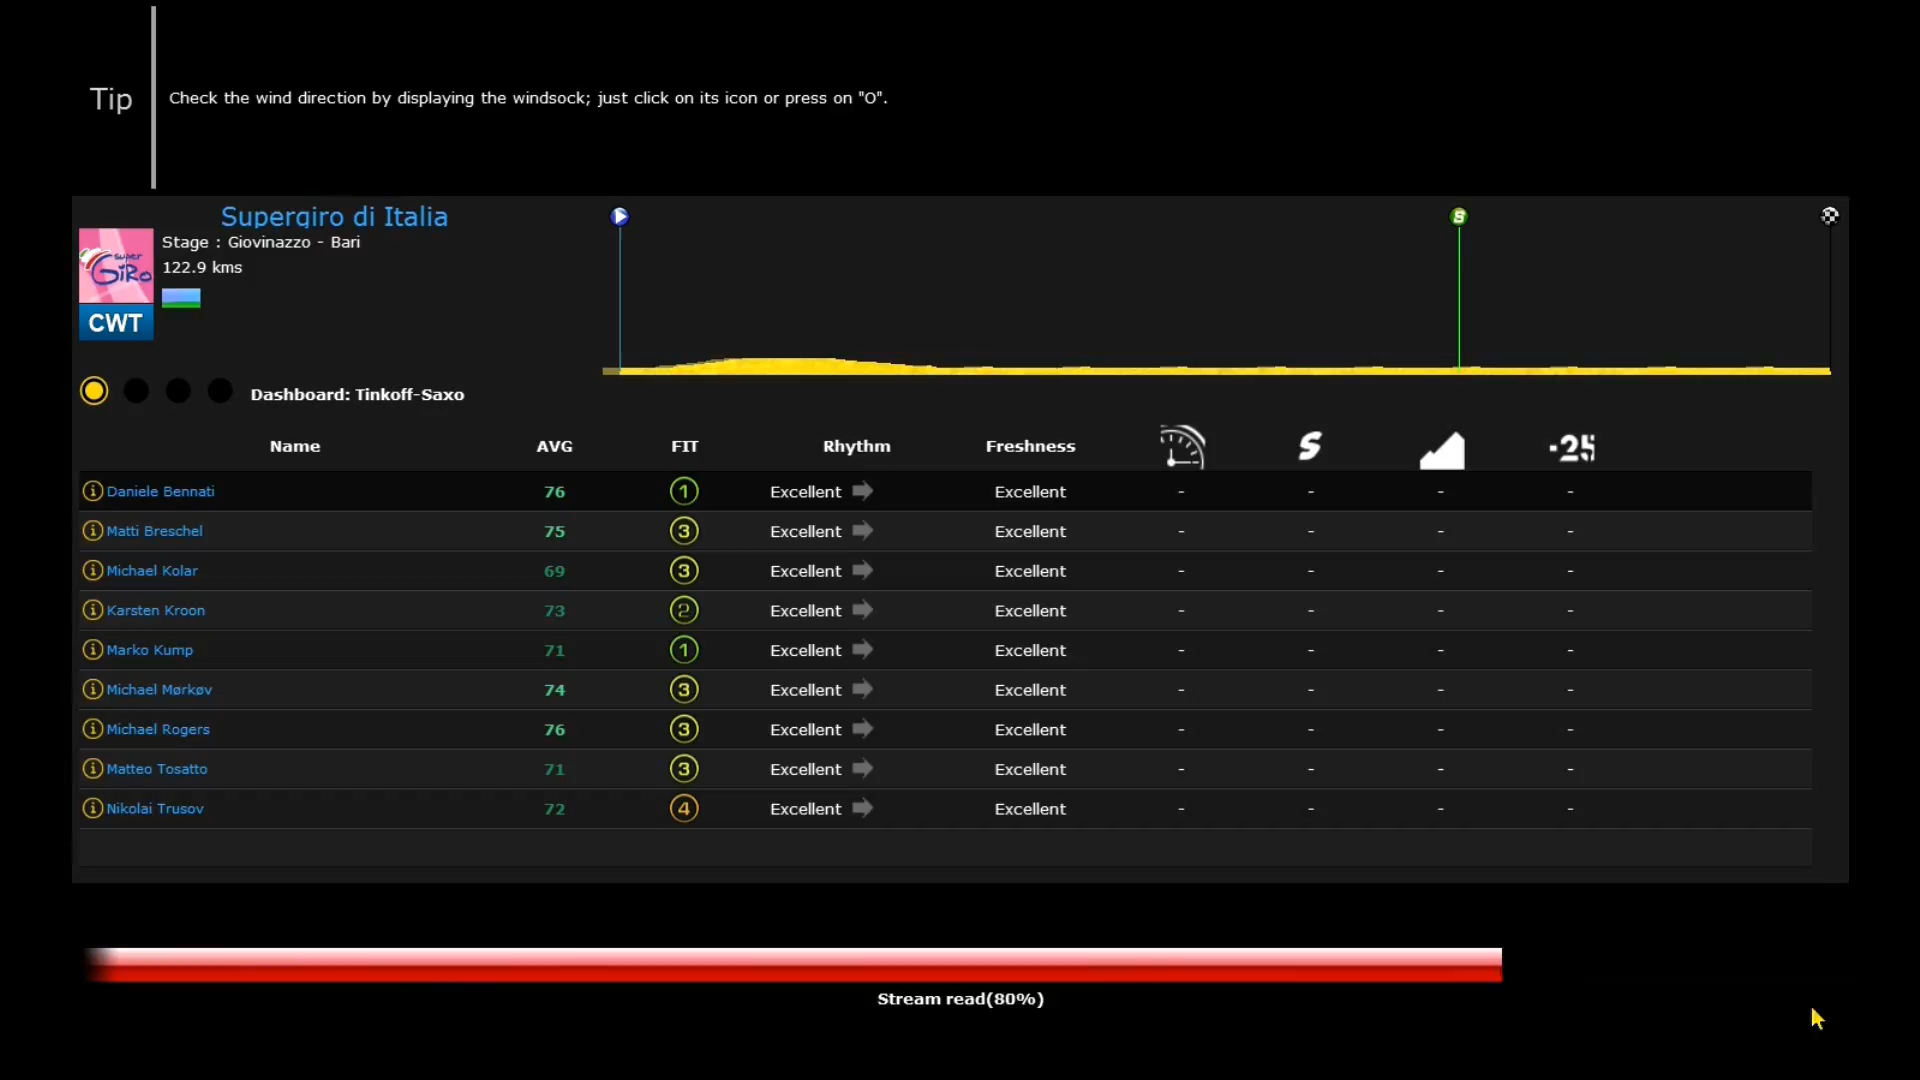 Tip
Check the wind direction by displaying the windsock; just click on its icon or press on "O".
Supergiro di Italia
Stage : Giovinazzo - Bari
122.9 kms
super
GiRo
CWT
S
Dashboard: Tinkoff-Saxo
Name AVG FIT Rhythm Freshness S -25
Daniele Bennati 76 1 Excellent Excellent - - - -
Matti Breschel 75 3 Excellent Excellent - - - -
Michael Kolar 69 3 Excellent Excellent - - - -
Karsten Kroon 73 2 Excellent Excellent - - - -
Marko Kump 71 1 Excellent Excellent - - - -
Michael Mørkøv 74 3 Excellent Excellent - - - -
Michael Rogers 76 3 Excellent Excellent - - - -
Matteo Tosatto 71 3 Excellent Excellent - - - -
Nikolai Trusov 72 4 Excellent Excellent - - - -
Stream read(80%)